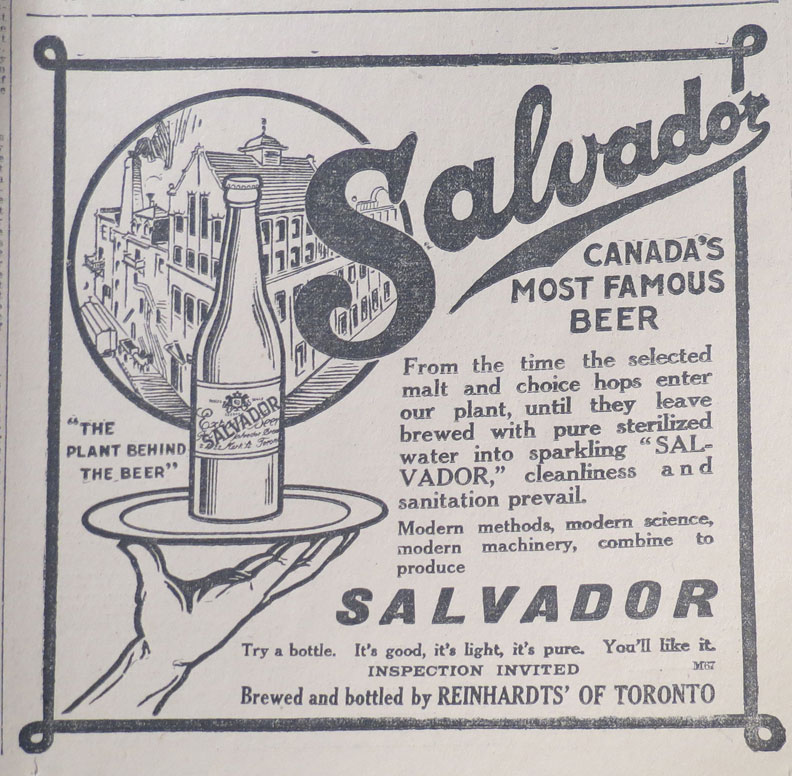 Salvador
CANADA'S
MOST FAMOUS
BEER
From the time the selected
malt and choice hops enter
our plant, until they leave
brewed with pure sterilized
water into sparkling "SAL-
VADOR," cleanliness and
sanitation prevail.
Modern methods, modern science,
modern machinery, combine to
produce
SALVADOR
"THE
PLANT BEHIND
THE BEER"
SALVADOR
Try a bottle. It's good, it's light, it's pure. You'll like it.
INSPECTION INVITED M67
Brewed and bottled by REINHARDTS' OF TORONTO